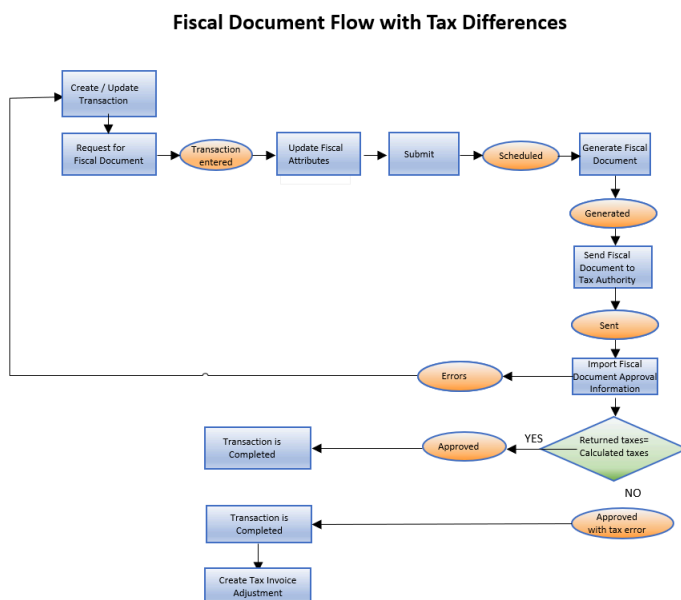 Fiscal Document Flow with Tax Differences
Create / Update
Transaction
Request for
Fiscal Document
Transaction
entered
Update Fiscal
Attributes
Submit
Scheduled
Generate Fiscal
Document
Generated
Send Fiscal
Document to
Tax Authority
Sent
Import Fiscal
Document Approval
Information
Errors
Returned taxes=
Calculated taxes
YES
Approved
Transaction is
Completed
NO
Approved
with tax error
Transaction is
Completed
Create Tax Invoice
Adjustment